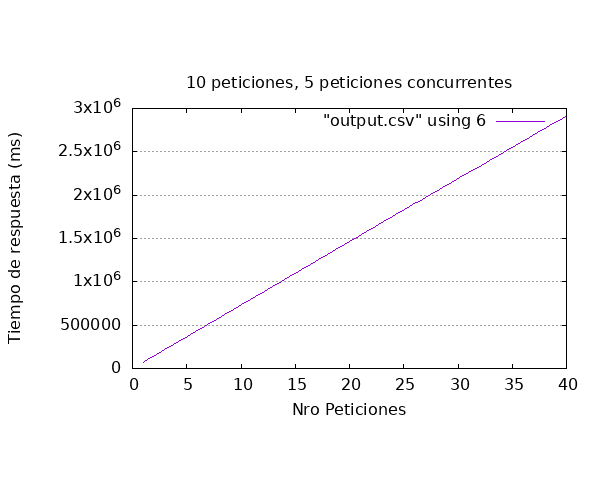 10 peticiones, 5 peticiones concurrentes
"output.csv" using 6
3x10⁶
2.5x10⁶
2x10⁶
1.5x10⁶
1x10⁶
500000
0
Tiempo de respuesta (ms)
0 5 10 15 20 25 30 35 40
Nro Peticiones